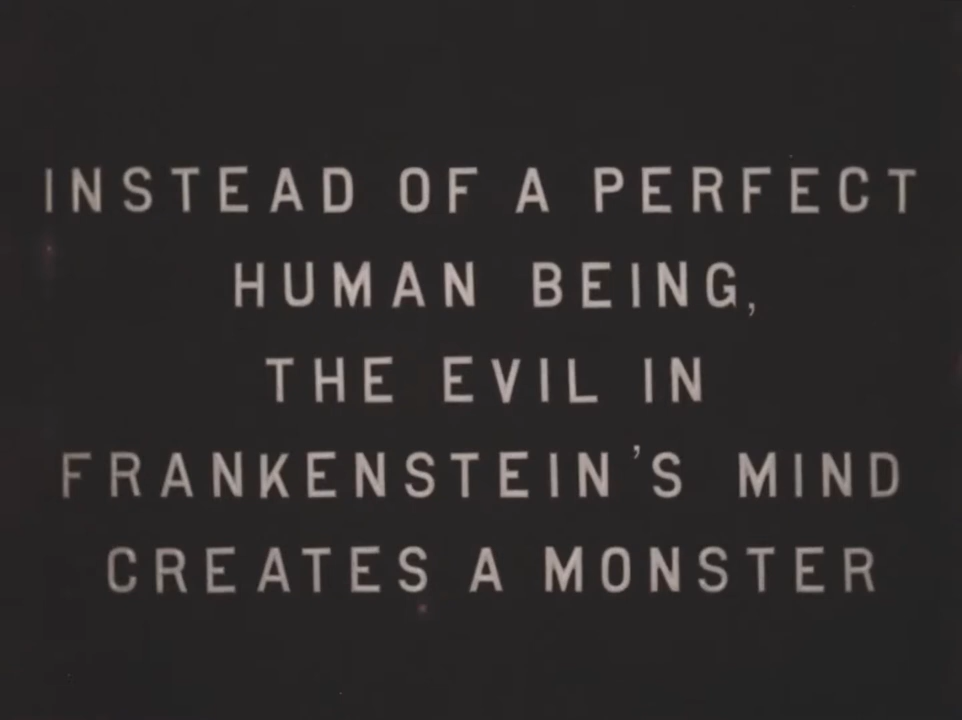 INSTEAD OF A PERFECT
HUMAN BEING,
THE EVIL IN
FRANKENSTEIN'S MIND
CREATES A MONSTER